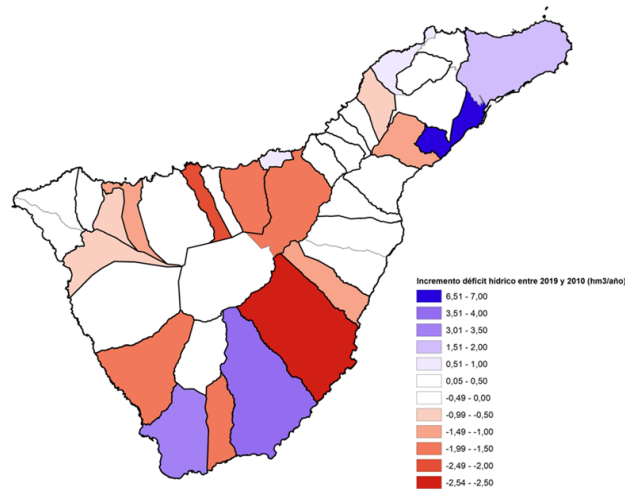 Incremento déficit hídrico entre 2019 y 2010 (hm3/año)
6,51 - 7,00
3,51 - 4,00
3,01 - 3,50
1,51 - 2,00
0,51 - 1,00
0,05 - 0,50
-0,49 - 0,00
-0,99 - -0,50
-1,49 - -1,00
-1,99 - -1,50
-2,49 - -2,00
-2,54 - -2,50